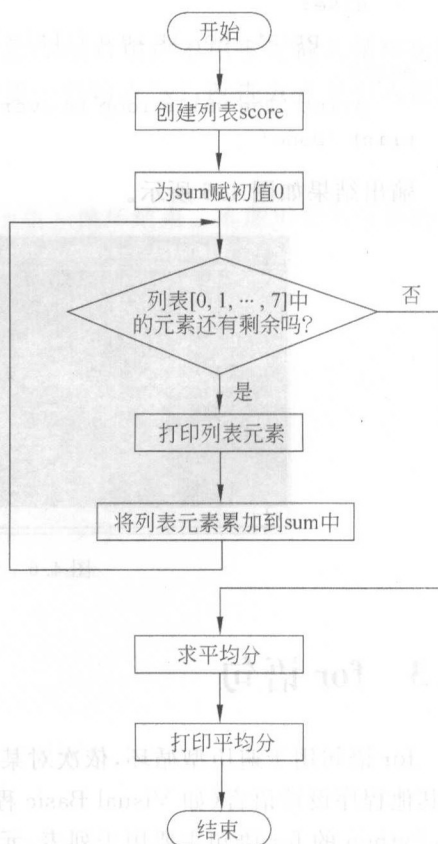 开始
创建列表score
为sum赋初值0
列表[0, 1, …, 7]中
的元素还有剩余吗?
否
是
打印列表元素
将列表元素累加到sum中
求平均分
打印平均分
结束